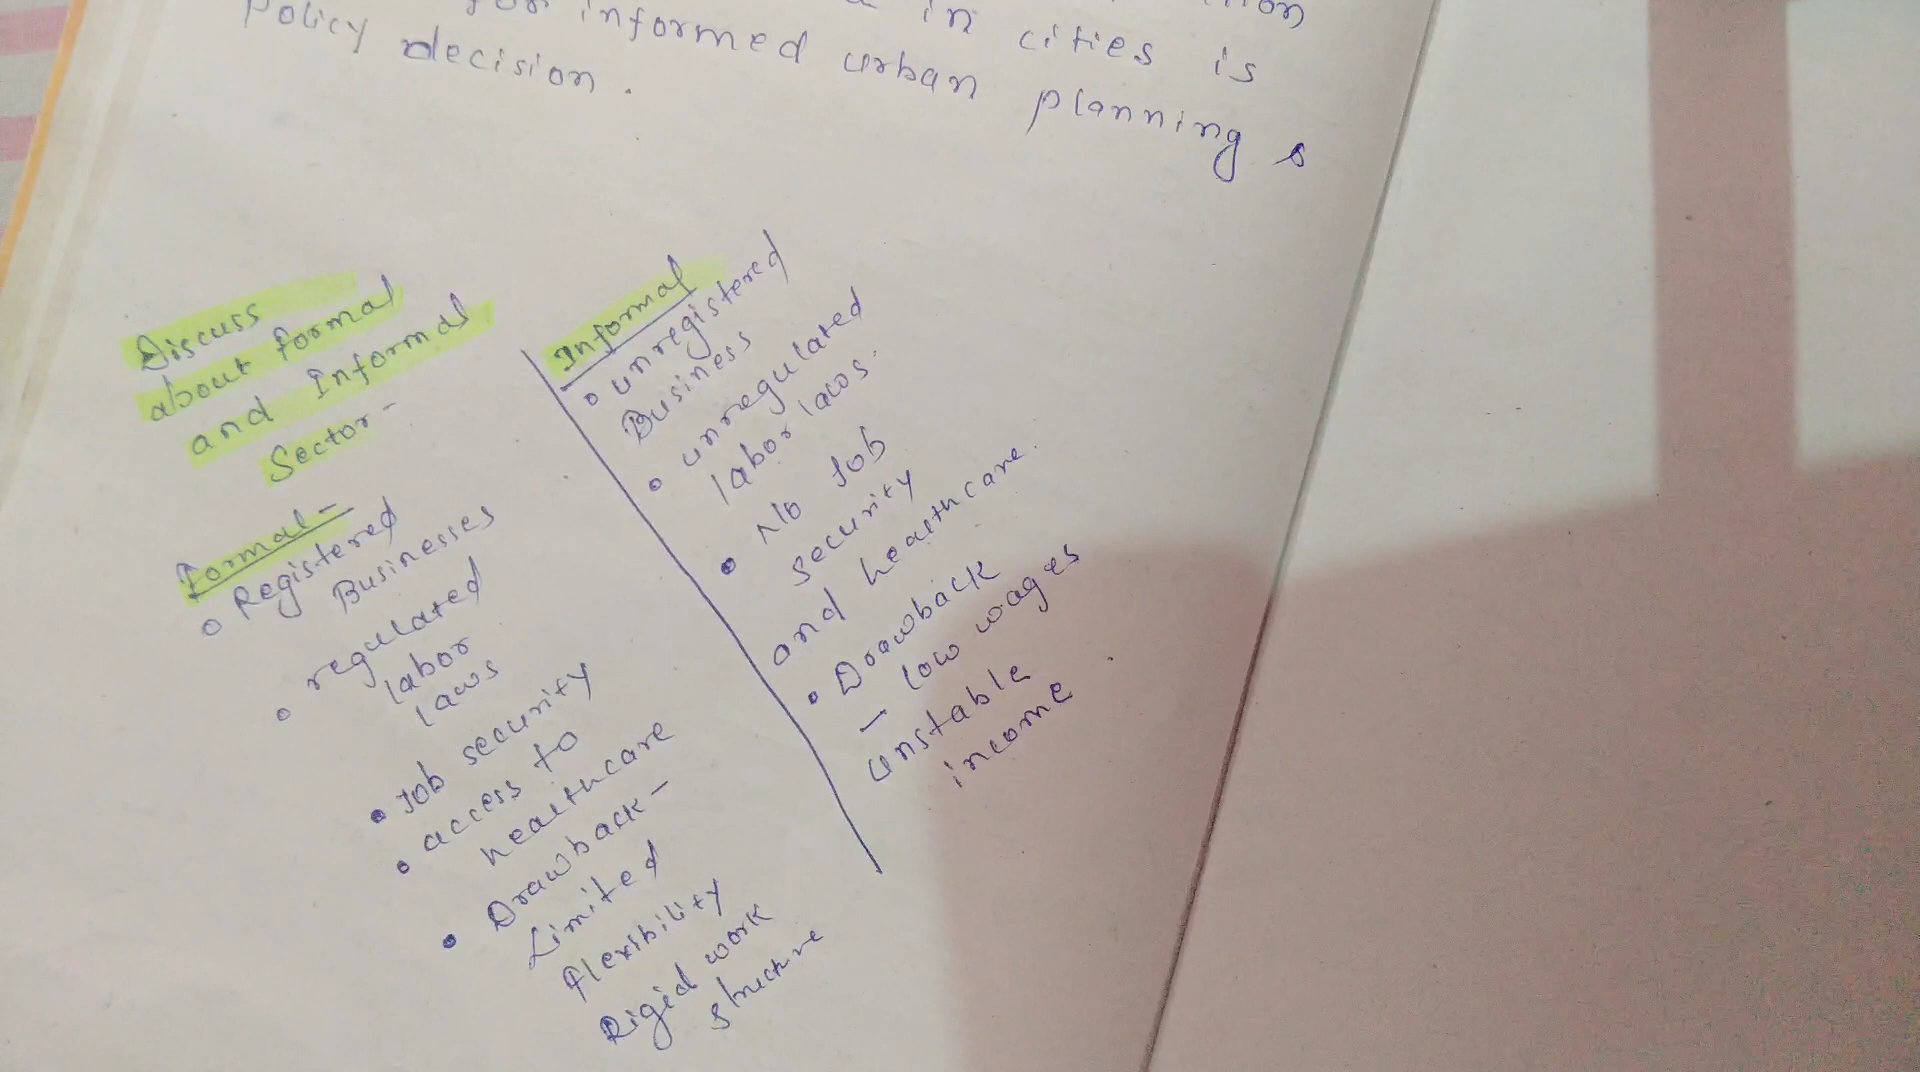 in
cities is
for informed urban planning &
policy decision.
Discuss
about formal
and Informal
Sector -
Formal -
Registered
Businesses
regulated
labor
laws
Job security
access to
healthcare
Drawback -
Limited
flexibility
Rigid work
structure
Informal
unregistered
Business
unregulated
labor laws.
No Job
security
and healthcare.
Drawback
- low wages
unstable
income